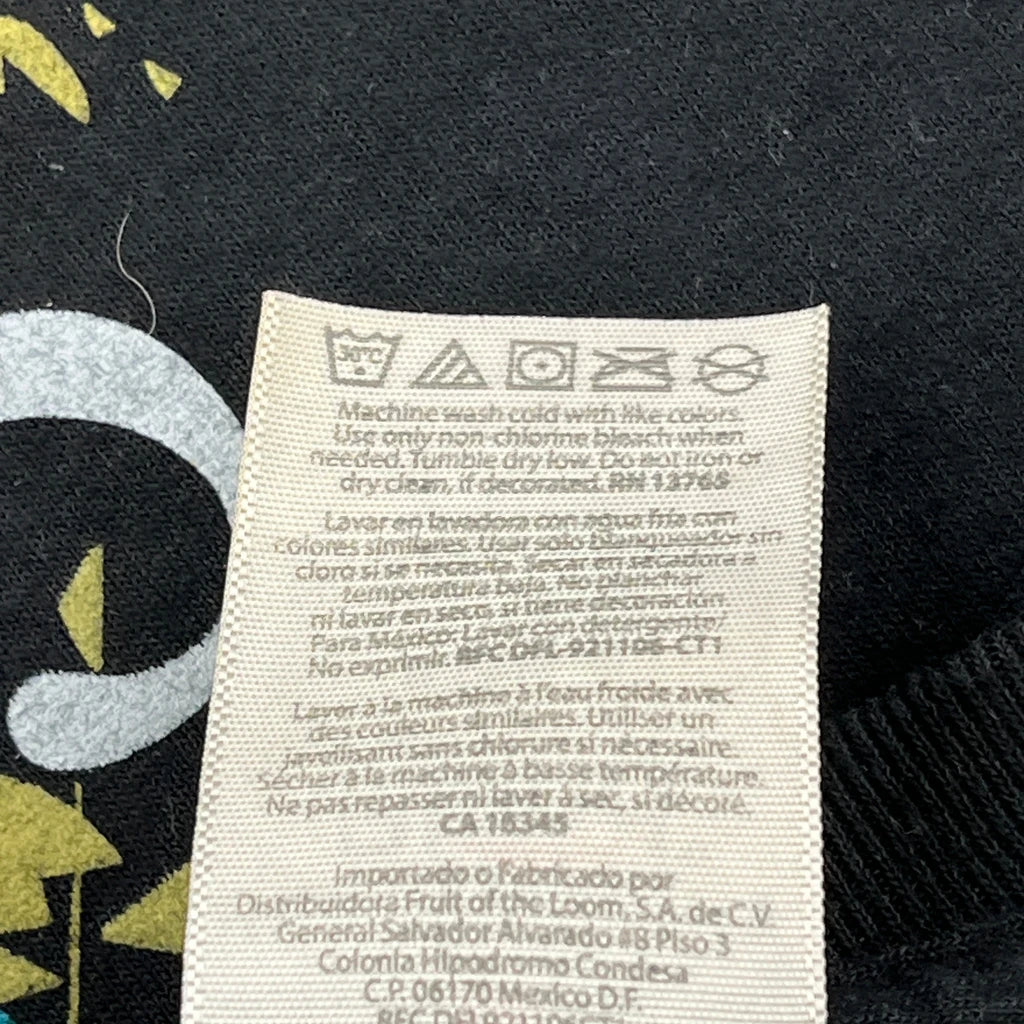 30°C
Machine wash cold with like colors.
Use only non-chlorine bleach when
needed. Tumble dry low. Do not iron or
dry clean, if decorated. RN 13765
Lavar en lavadora con agua fría con
colores similares. Usar solo blanqueador sin
cloro si se necesita. Secar en secadora =
temperatura baja. No planchar
ni lavar en seco, si tiene decoración.
Para México: Lavar con detergente/
No exprimir. RFC DFL-921106-CT1
Laver à la machine à l'eau froide avec
des couleurs similaires. Utiliser un
javellisant sans chlorure si nécessaire.
Sécher à la machine à basse température.
Ne pas repasser ni laver à sec, si décoré.
CA 15345
Importado o Fabricado por
Distribuidora Fruit of the Loom, S.A. de C.V.
General Salvador Alvarado #8 Piso 3
Colonia Hipodromo Condesa
C.P. 06170 Mexico D.F.